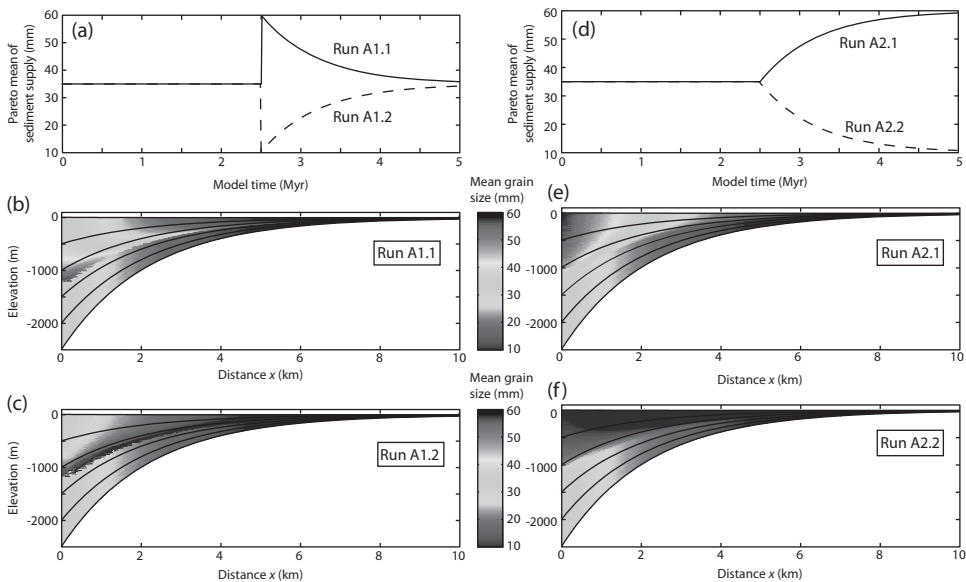 (a)
Pareto mean of
sediment supply (mm)
60
50
40
30
20
10
Run A1.1
Run A1.2
0 1 2 3 4 5
Model time (Myr)
(d)
Pareto mean of
sediment supply (mm)
60
50
40
30
20
10
Run A2.1
Run A2.2
0 1 2 3 4 5
Model time (Myr)
(b)
Elevation (m)
0
-1000
-2000
Run A1.1
0 2 4 6 8 10
Distance x (km)
Mean grain
size (mm)
60
50
40
30
20
10
(e)
0
-1000
-2000
Run A2.1
0 2 4 6 8 10
Distance x (km)
(c)
Elevation (m)
0
-1000
-2000
Run A1.2
0 2 4 6 8 10
Distance x (km)
Mean grain
size (mm)
60
50
40
30
20
10
(f)
0
-1000
-2000
Run A2.2
0 2 4 6 8 10
Distance x (km)